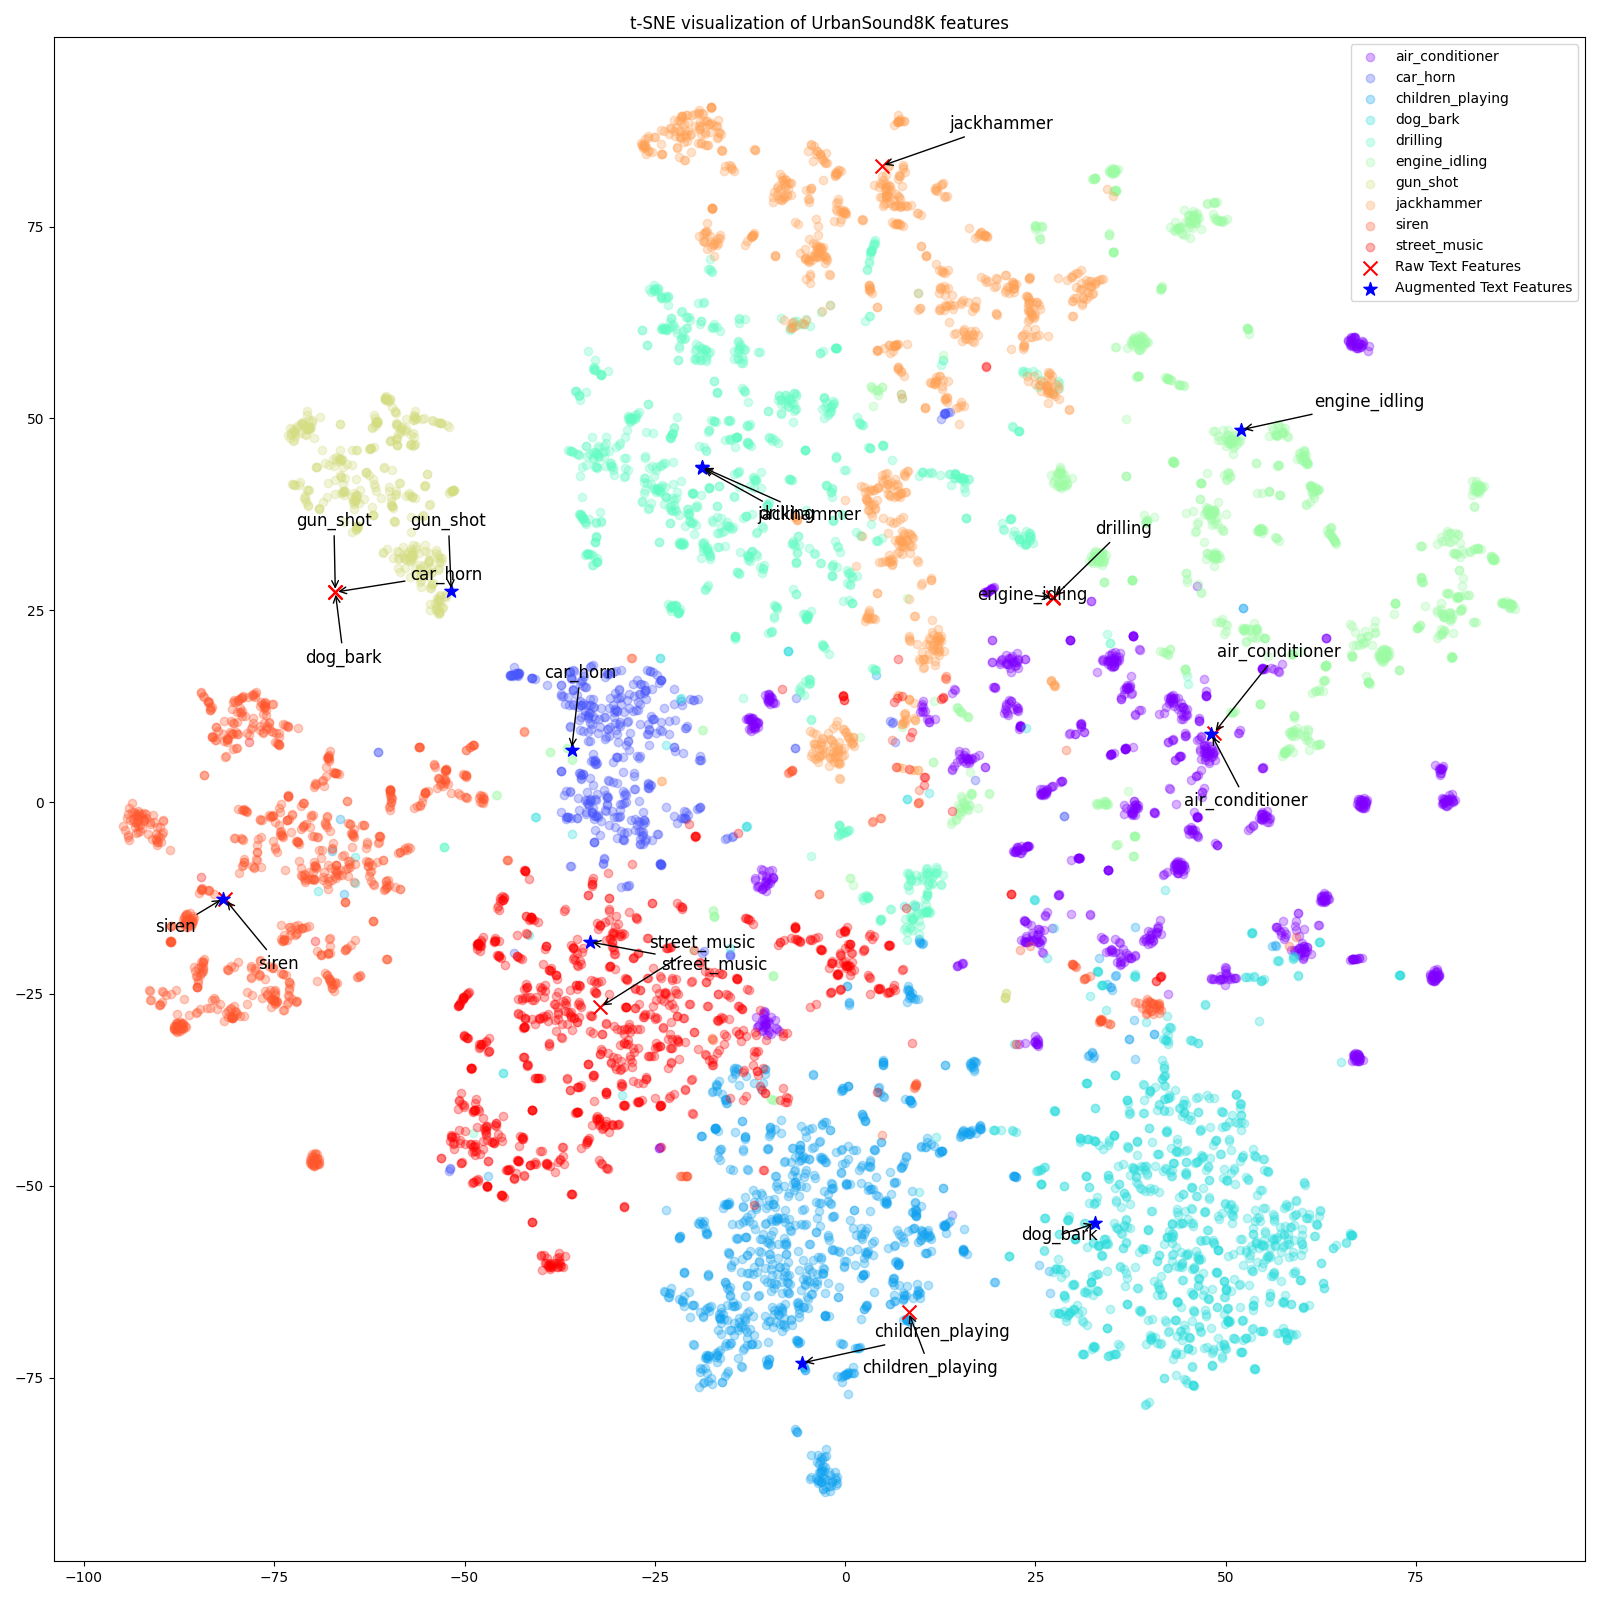 t-SNE visualization of UrbanSound8K features
air_conditioner
car_horn
children_playing
dog_bark
drilling
engine_idling
gun_shot
jackhammer
siren
street_music
Raw Text Features
Augmented Text Features
jackhammer
engine_idling
drilling
jackhammer
gun_shot
gun_shot
drilling
car_horn
engine_idling
dog_bark
car_horn
air_conditioner
air_conditioner
siren
siren
street_music
street_music
dog_bark
children_playing
children_playing
75
50
25
0
−25
−50
−75
−100
−75
−50
−25
0
25
50
75